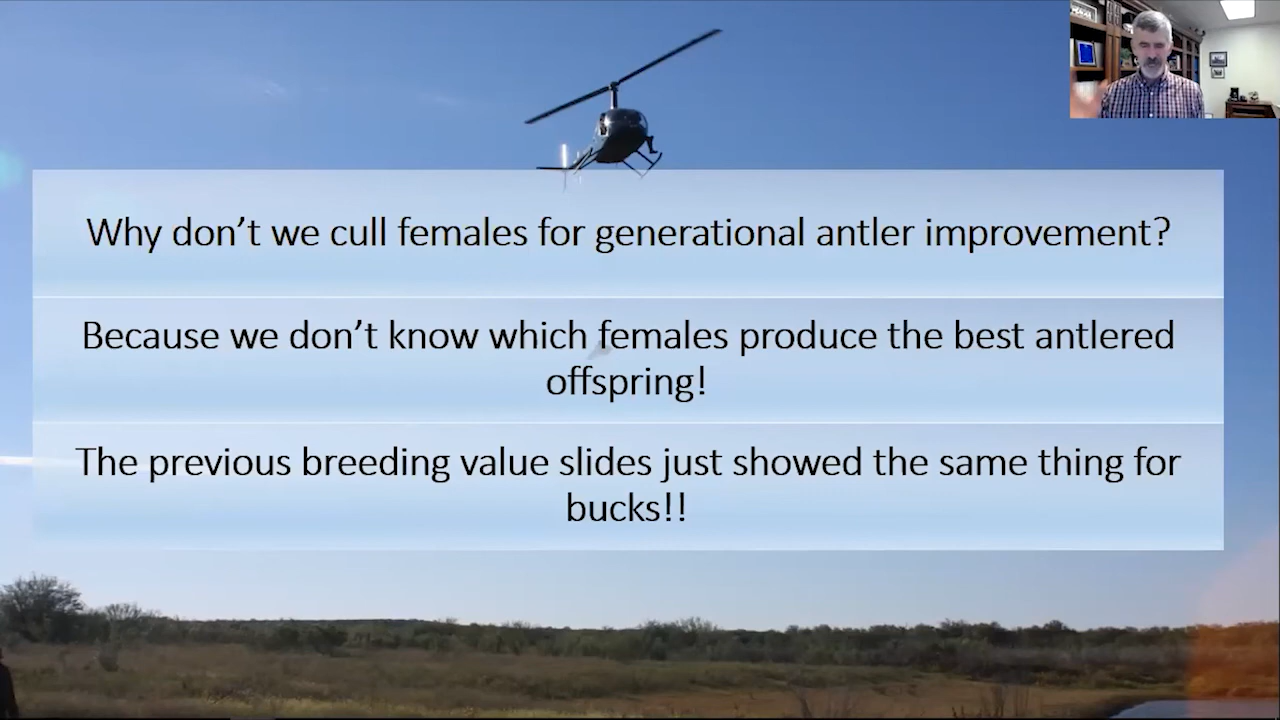 Why don’t we cull females for generational antler improvement?
Because we don’t know which females produce the best antlered
offspring!
The previous breeding value slides just showed the same thing for
bucks!!